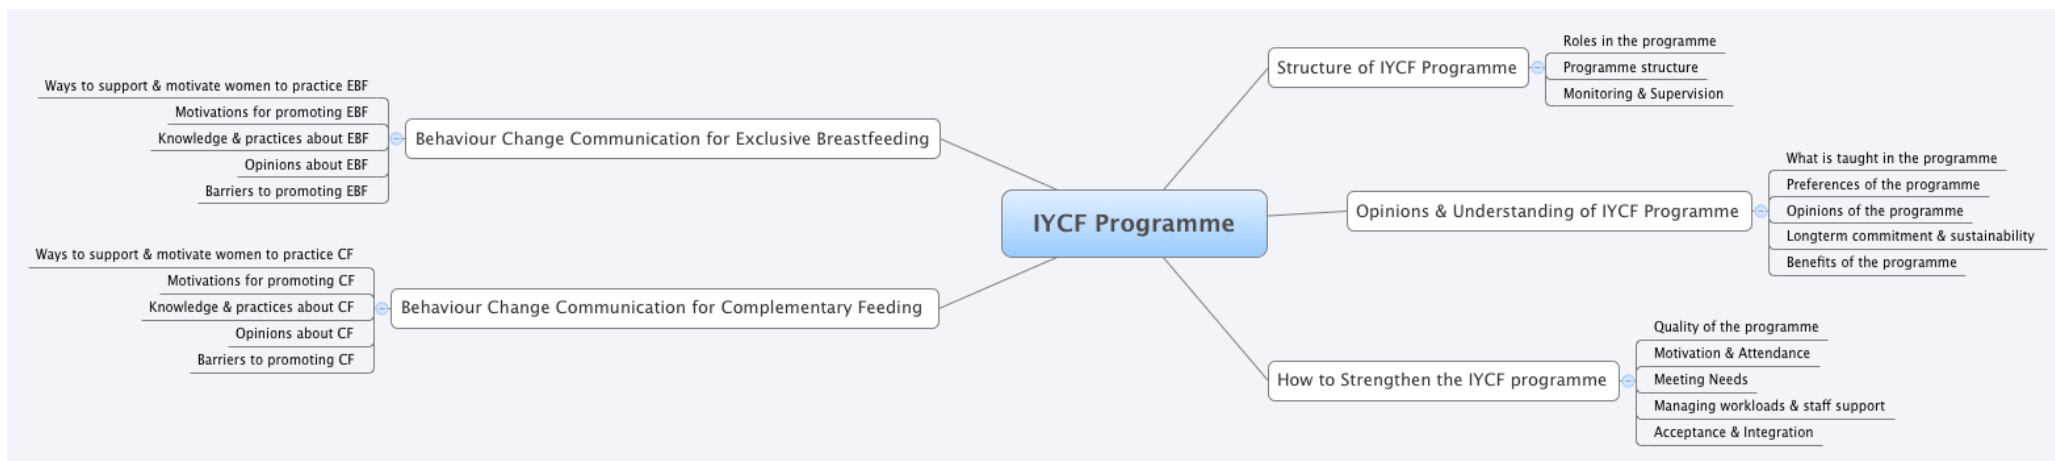 IYCF Programme
Structure of IYCF Programme
Roles in the programme
Programme structure
Monitoring & Supervision
Opinions & Understanding of IYCF Programme
What is taught in the programme
Preferences of the programme
Opinions of the programme
Longterm commitment & sustainability
Benefits of the programme
How to Strengthen the IYCF programme
Quality of the programme
Motivation & Attendance
Meeting Needs
Managing workloads & staff support
Acceptance & Integration
Behaviour Change Communication for Exclusive Breastfeeding
Ways to support & motivate women to practice EBF
Motivations for promoting EBF
Knowledge & practices about EBF
Opinions about EBF
Barriers to promoting EBF
Behaviour Change Communication for Complementary Feeding
Ways to support & motivate women to practice CF
Motivations for promoting CF
Knowledge & practices about CF
Opinions about CF
Barriers to promoting CF